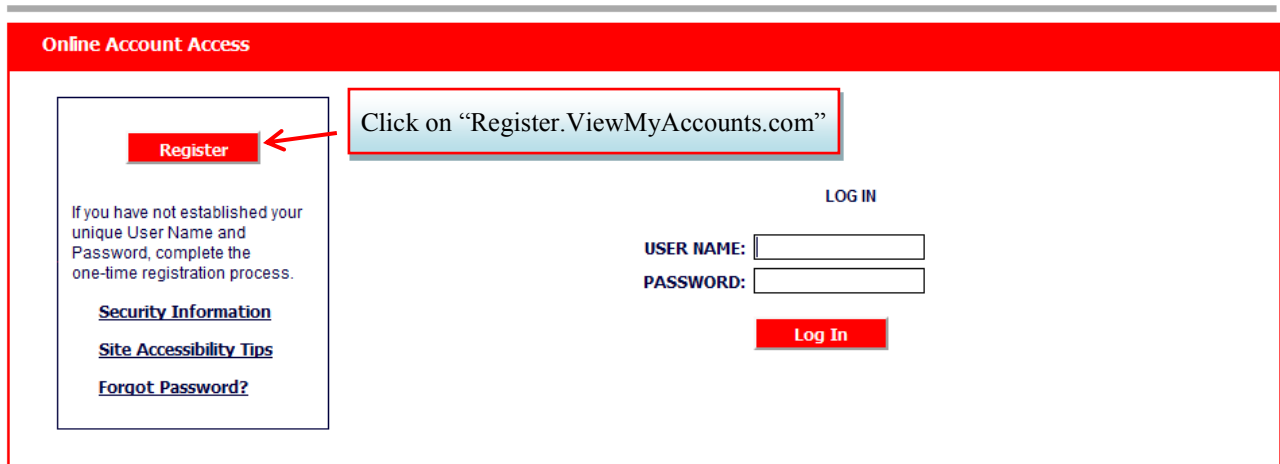 Online Account Access
Register
Click on “Register.ViewMyAccounts.com”
If you have not established your
unique User Name and
Password, complete the
one-time registration process.
Security Information
Site Accessibility Tips
Forgot Password?
LOG IN
USER NAME:
PASSWORD:
Log In